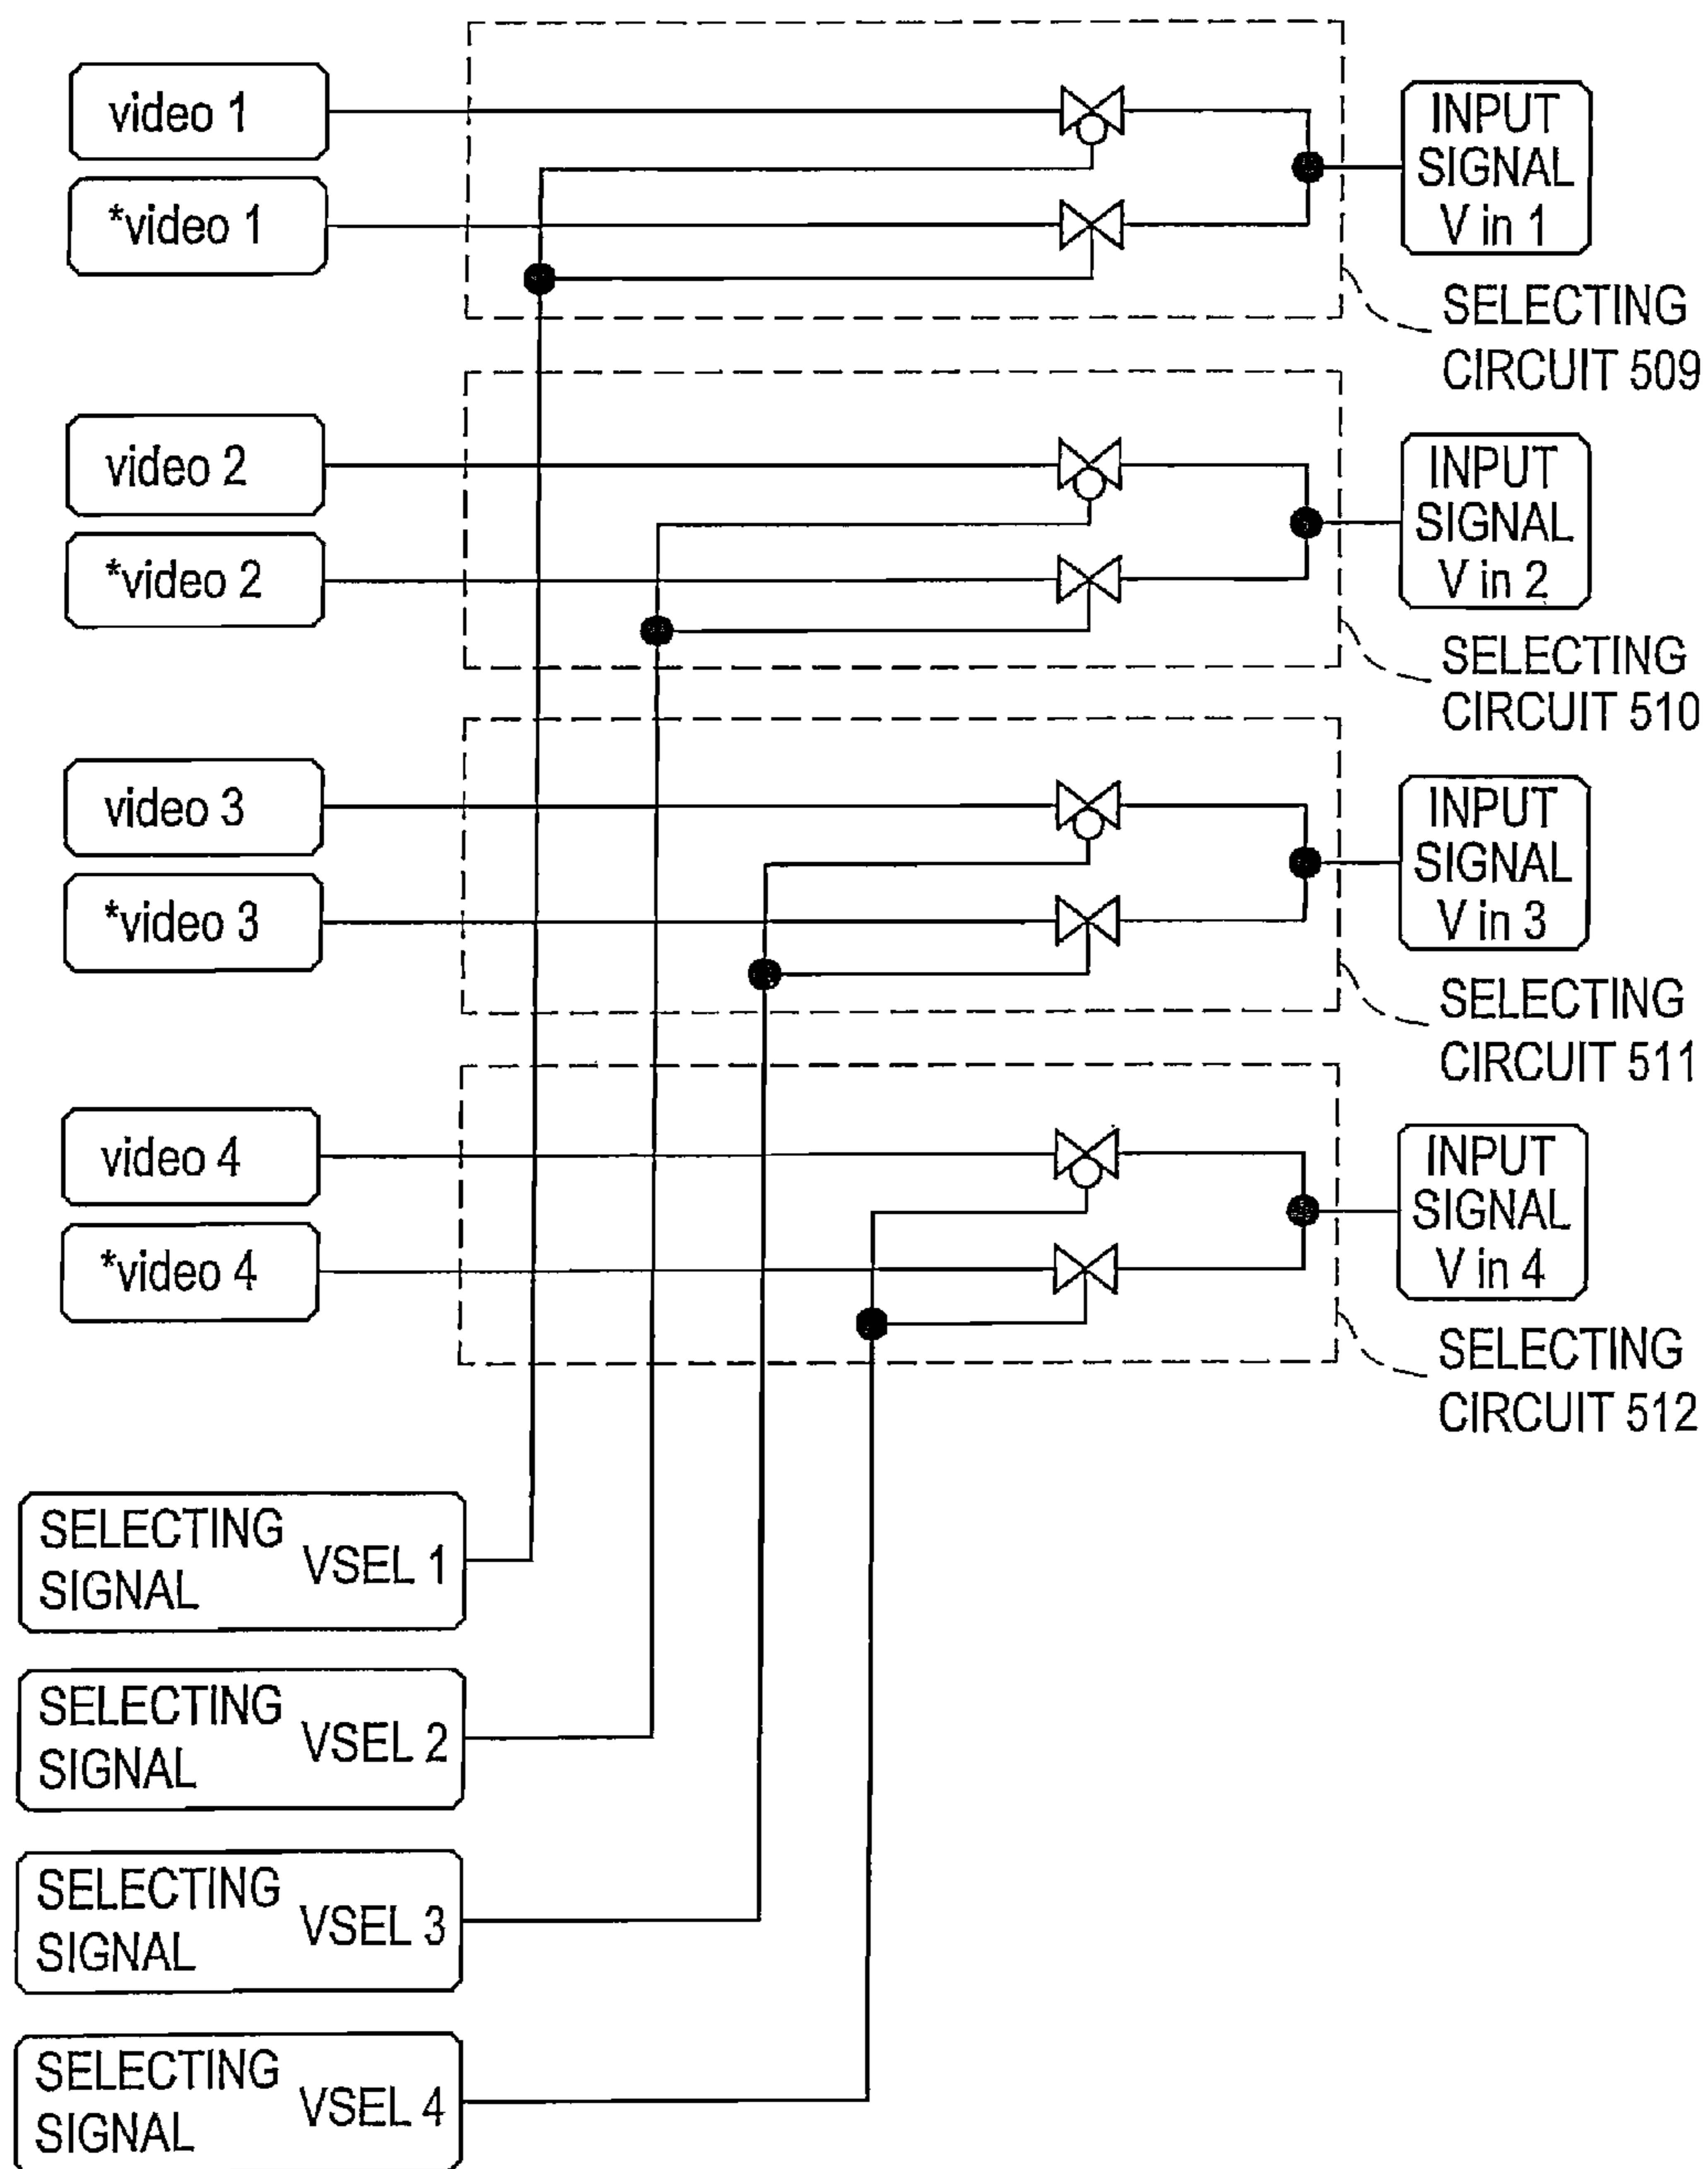 video 1
*video 1
INPUT
SIGNAL
V in 1
SELECTING
CIRCUIT 509
video 2
*video 2
INPUT
SIGNAL
V in 2
SELECTING
CIRCUIT 510
video 3
*video 3
INPUT
SIGNAL
V in 3
SELECTING
CIRCUIT 511
video 4
*video 4
INPUT
SIGNAL
V in 4
SELECTING
CIRCUIT 512
SELECTING
SIGNAL
VSEL 1
SELECTING
SIGNAL
VSEL 2
SELECTING
SIGNAL
VSEL 3
SELECTING
SIGNAL
VSEL 4